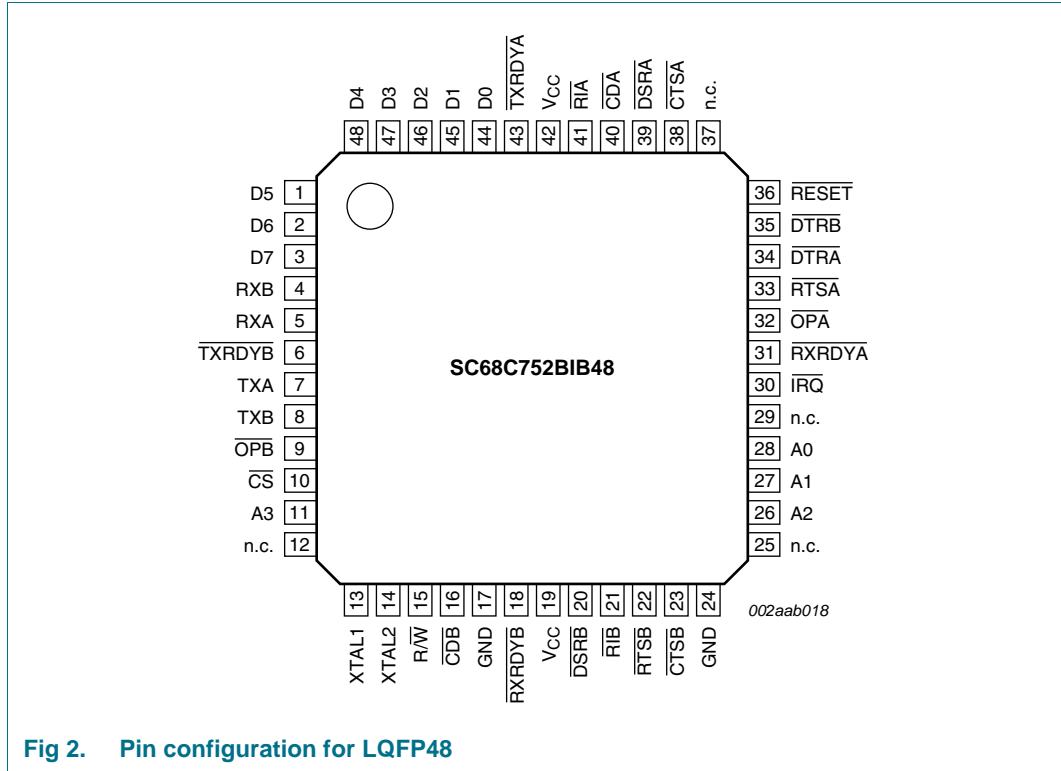 D4 D3 D2 D1 D0 TXRDYA VCC RIA CDA DSRA CTSA n.c.
48 47 46 45 44 43 42 41 40 39 38 37
D5 1
36 RESET
D6 2
35 DTRB
D7 3
34 DTRA
RXB 4
33 RTSA
RXA 5
32 OPA
TXRDYB 6
31 RXRDYA
SC68C752BIB48
TXA 7
30 IRQ
TXB 8
29 n.c.
OPB 9
28 A0
CS 10
27 A1
A3 11
26 A2
n.c. 12
25 n.c.
13 14 15 16 17 18 19 20 21 22 23 24
XTAL1 XTAL2 R/W CDB GND RXRDYB VCC DSRB RIB RTSB CTSB GND
002aab018
Fig 2. Pin configuration for LQFP48